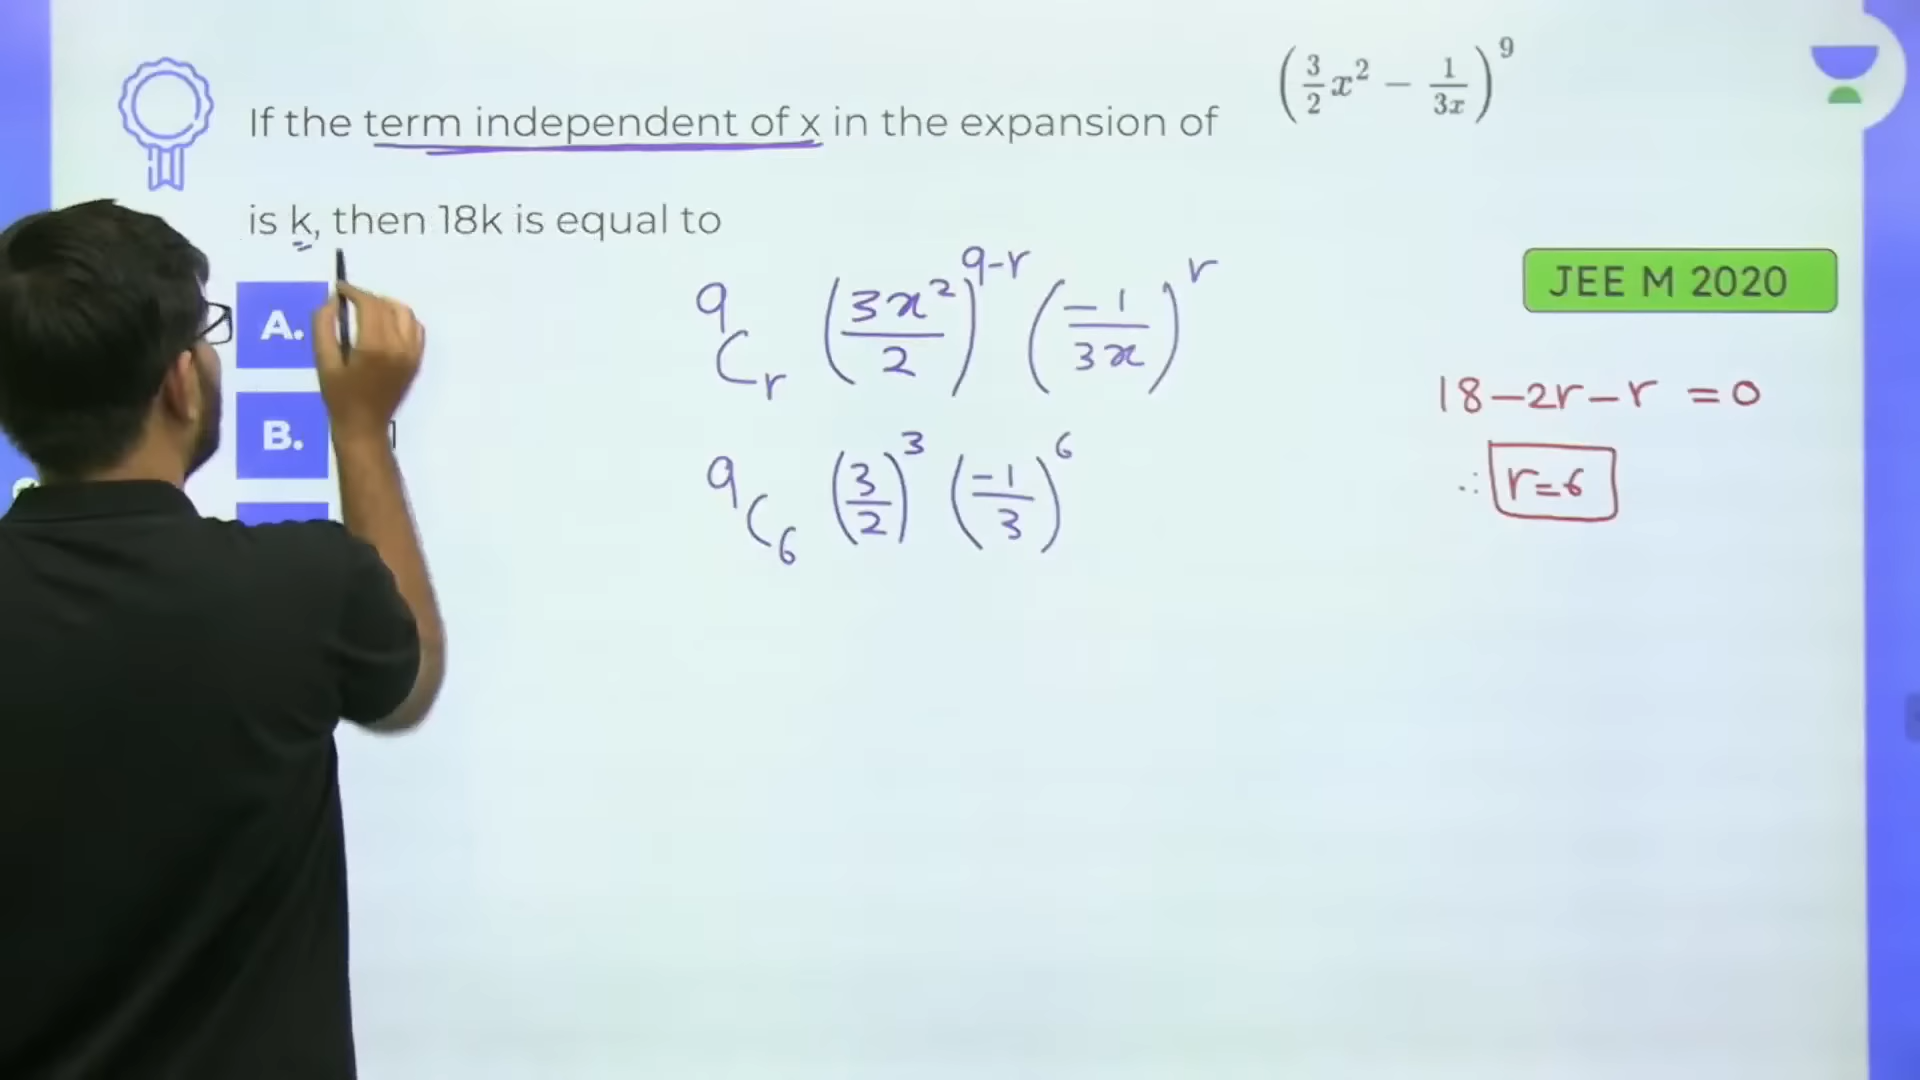 If the term independent of x in the expansion of (3/2 x² − 1/3x)⁹
is k, then 18k is equal to
JEE M 2020
A.
B.
⁹Cᵣ (3x²/2)⁹⁻ʳ (−1/3x)ʳ
18−2r−r = 0
⁹C₆ (3/2)³ (−1/3)⁶
∴ r=6